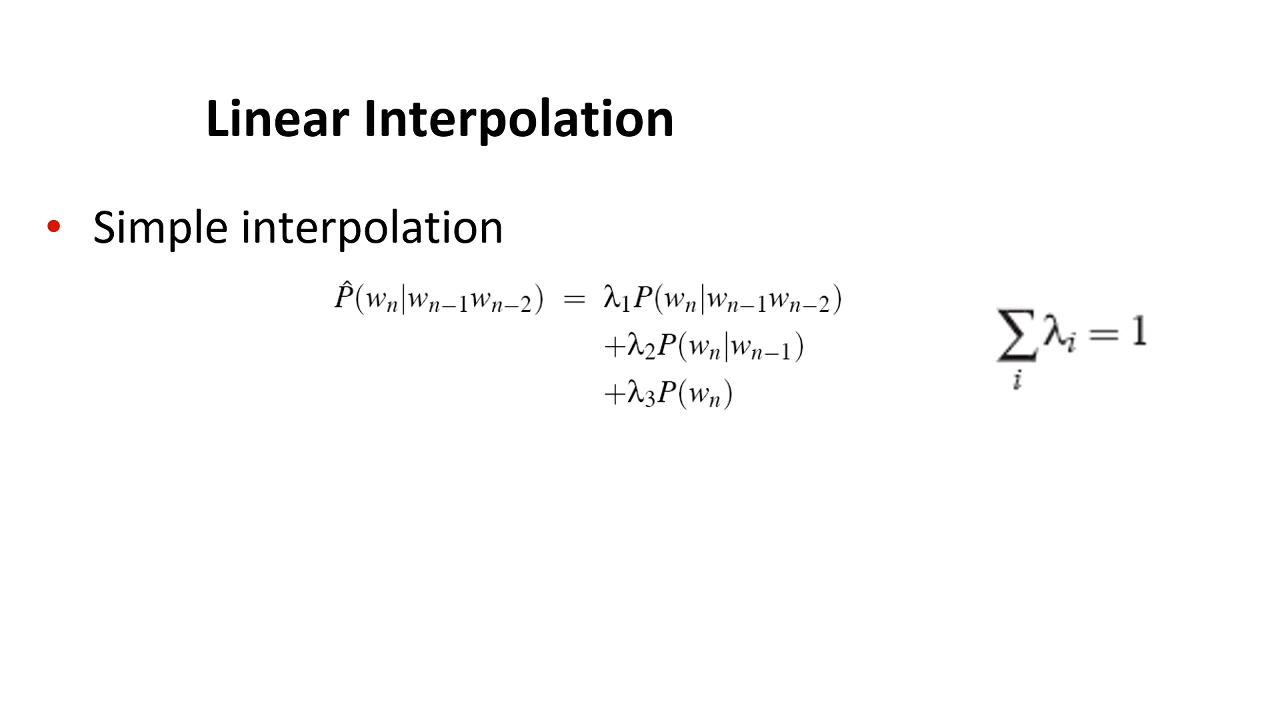 Linear Interpolation
• Simple interpolation
P̂(wₙ|wₙ₋₁wₙ₋₂) = λ₁P(wₙ|wₙ₋₁wₙ₋₂)
+λ₂P(wₙ|wₙ₋₁)
+λ₃P(wₙ)
∑ᵢ λᵢ = 1